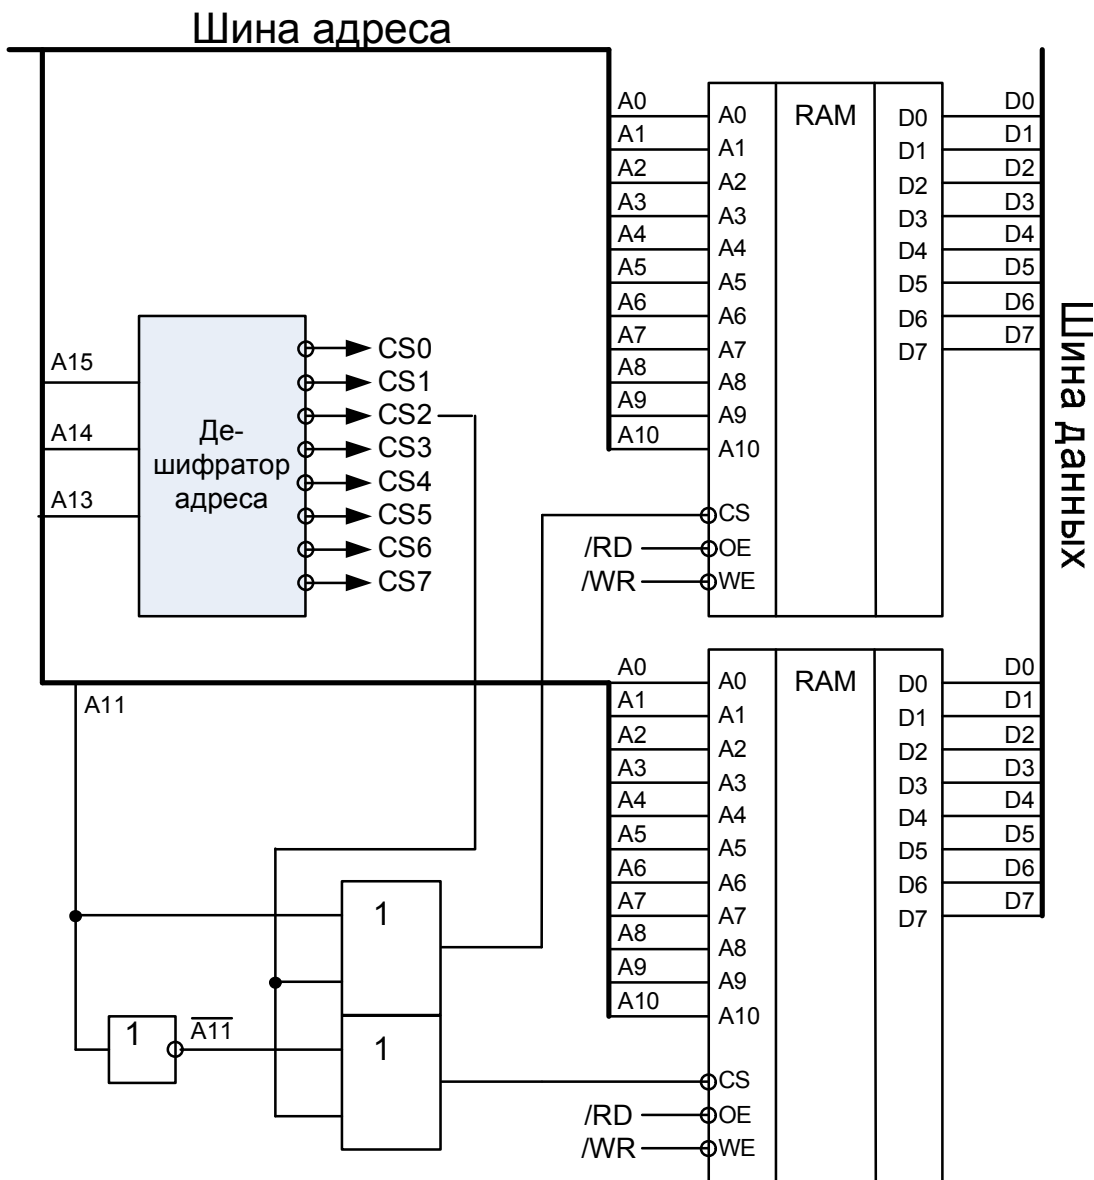 Шина адреса
A0
A1
A2
A3
A4
A5
A6
A7
A8
A9
A10
A0
A1
A2
A3
A4
A5
A6
A7
A8
A9
A10
CS
OE
WE
/RD
/WR
RAM
D0
D1
D2
D3
D4
D5
D6
D7
D0
D1
D2
D3
D4
D5
D6
D7
Шина данных
A15
A14
A13
Де-
шифратор
адреса
CS0
CS1
CS2
CS3
CS4
CS5
CS6
CS7
A11
1
A11
1
1
A0
A1
A2
A3
A4
A5
A6
A7
A8
A9
A10
A0
A1
A2
A3
A4
A5
A6
A7
A8
A9
A10
CS
OE
WE
/RD
/WR
RAM
D0
D1
D2
D3
D4
D5
D6
D7
D0
D1
D2
D3
D4
D5
D6
D7